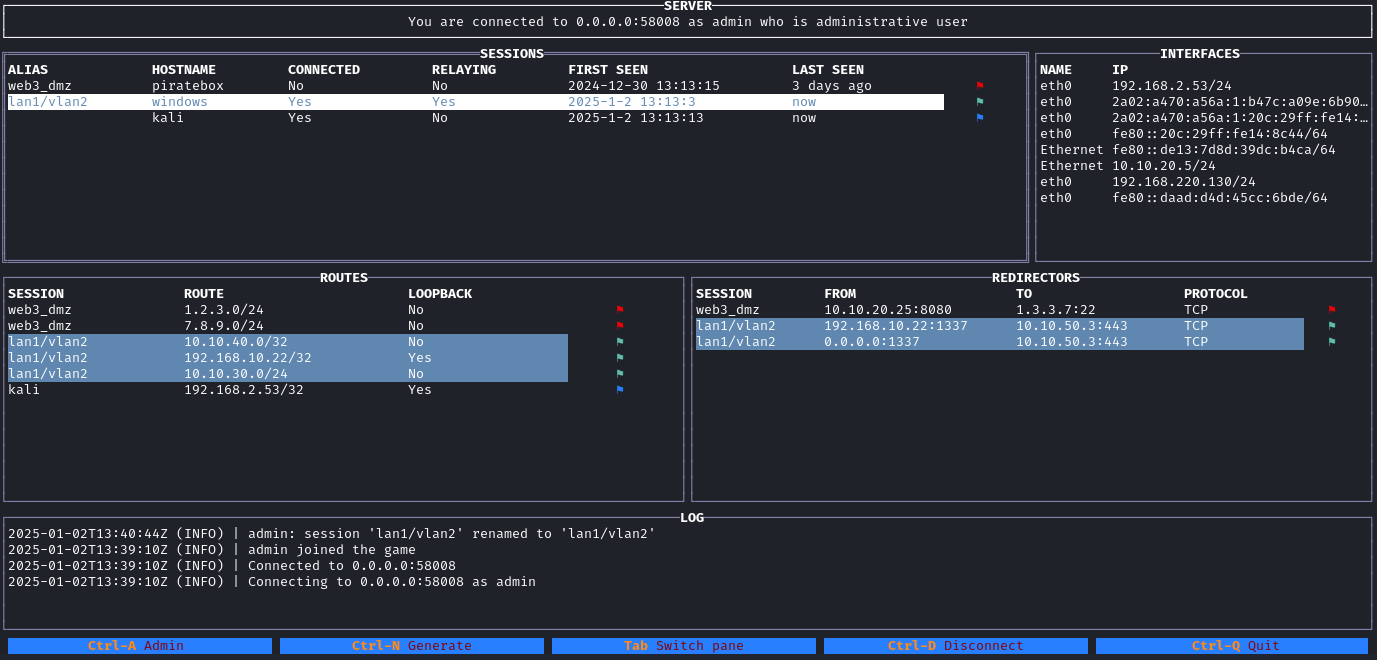 SERVER
You are connected to 0.0.0.0:58008 as admin who is administrative user
SESSIONS
ALIAS HOSTNAME CONNECTED RELAYING FIRST SEEN LAST SEEN
web3_dmz piratebox No No 2024-12-30 13:13:15 3 days ago
lan1/vlan2 windows Yes Yes 2025-1-2 13:13:3 now
kali Yes No 2025-1-2 13:13:13 now
INTERFACES
NAME IP
eth0 192.168.2.53/24
eth0 2a02:a470:a56a:1:b47c:a09e:6b90…
eth0 2a02:a470:a56a:1:20c:29ff:fe14:…
eth0 fe80::20c:29ff:fe14:8c44/64
Ethernet fe80::de13:7d8d:39dc:b4ca/64
Ethernet 10.10.20.5/24
eth0 192.168.220.130/24
eth0 fe80::daad:d4d:45cc:6bde/64
ROUTES
SESSION ROUTE LOOPBACK
web3_dmz 1.2.3.0/24 No
web3_dmz 7.8.9.0/24 No
lan1/vlan2 10.10.40.0/32 No
lan1/vlan2 192.168.10.22/32 Yes
lan1/vlan2 10.10.30.0/24 No
kali 192.168.2.53/32 Yes
REDIRECTORS
SESSION FROM TO PROTOCOL
web3_dmz 10.10.20.25:8080 1.3.3.7:22 TCP
lan1/vlan2 192.168.10.22:1337 10.10.50.3:443 TCP
lan1/vlan2 0.0.0.0:1337 10.10.50.3:443 TCP
LOG
2025-01-02T13:40:44Z (INFO) | admin: session 'lan1/vlan2' renamed to 'lan1/vlan2'
2025-01-02T13:39:10Z (INFO) | admin joined the game
2025-01-02T13:39:10Z (INFO) | Connected to 0.0.0.0:58008
2025-01-02T13:39:10Z (INFO) | Connecting to 0.0.0.0:58008 as admin
Ctrl-A Admin Ctrl-N Generate Tab Switch pane Ctrl-D Disconnect Ctrl-Q Quit